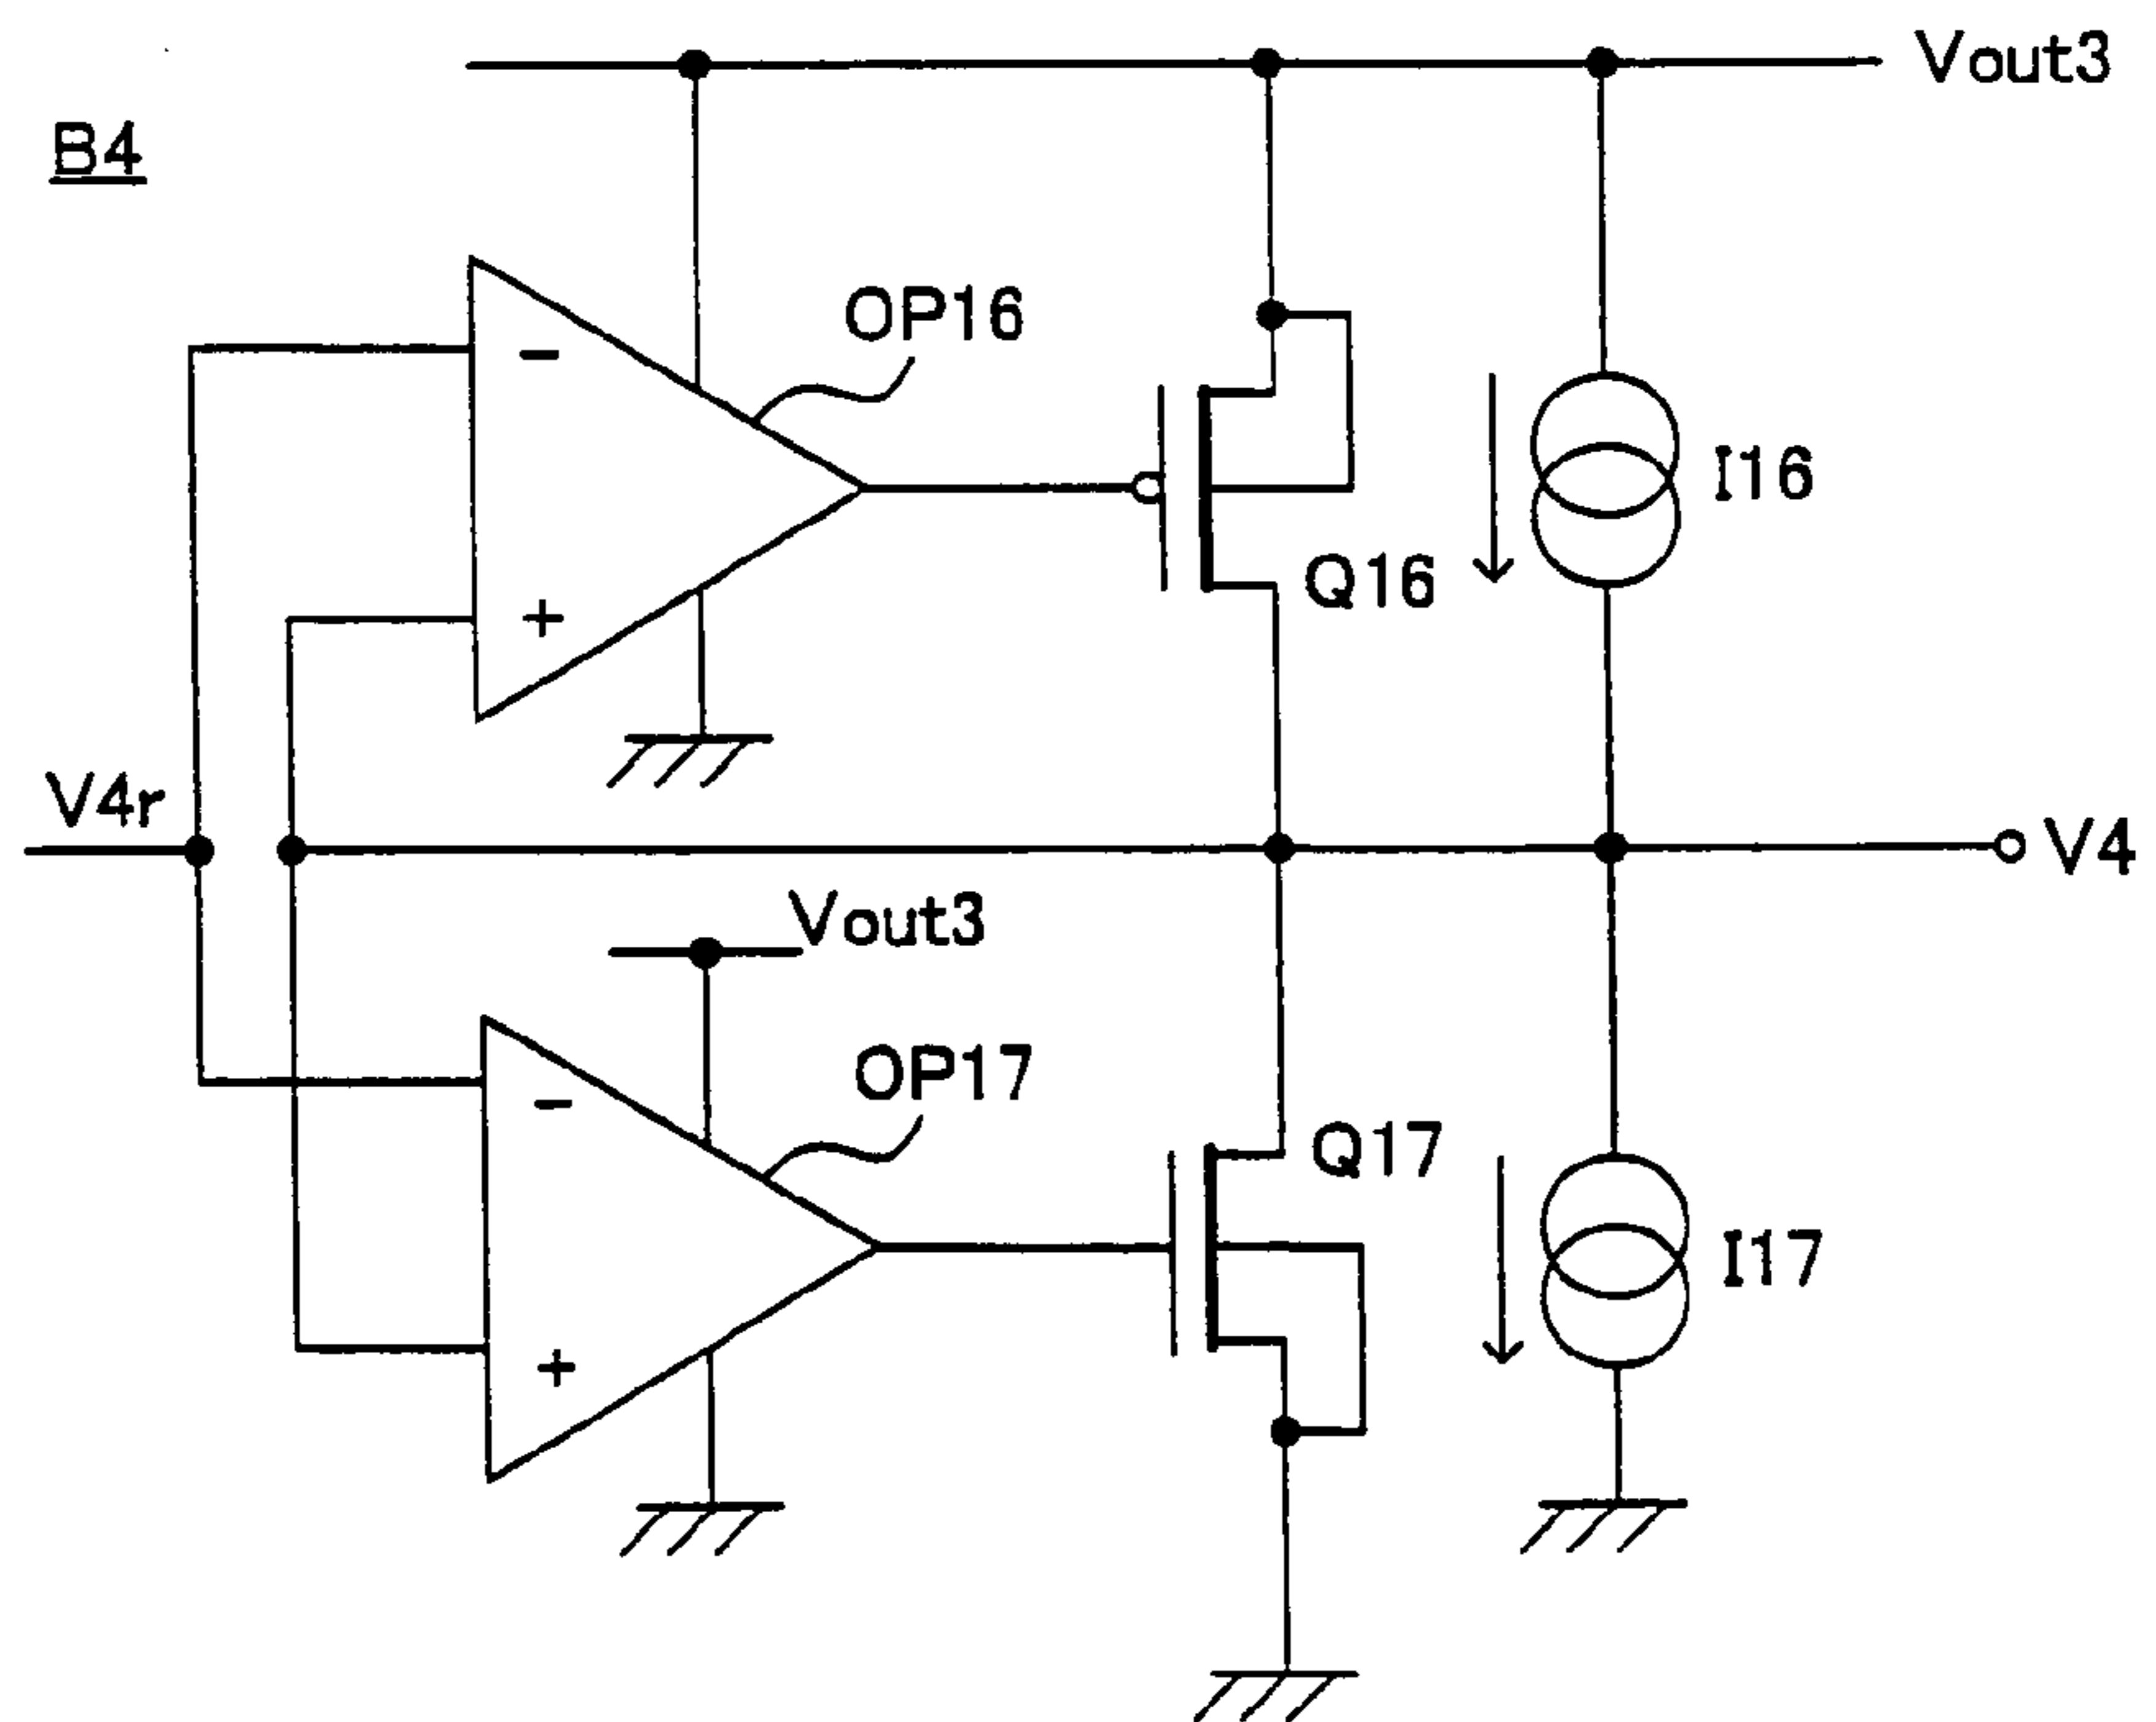 Vout3
B4
OP16
-
I16
Q16
+
V4r
V4
Vout3
OP17
-
Q17
I17
+